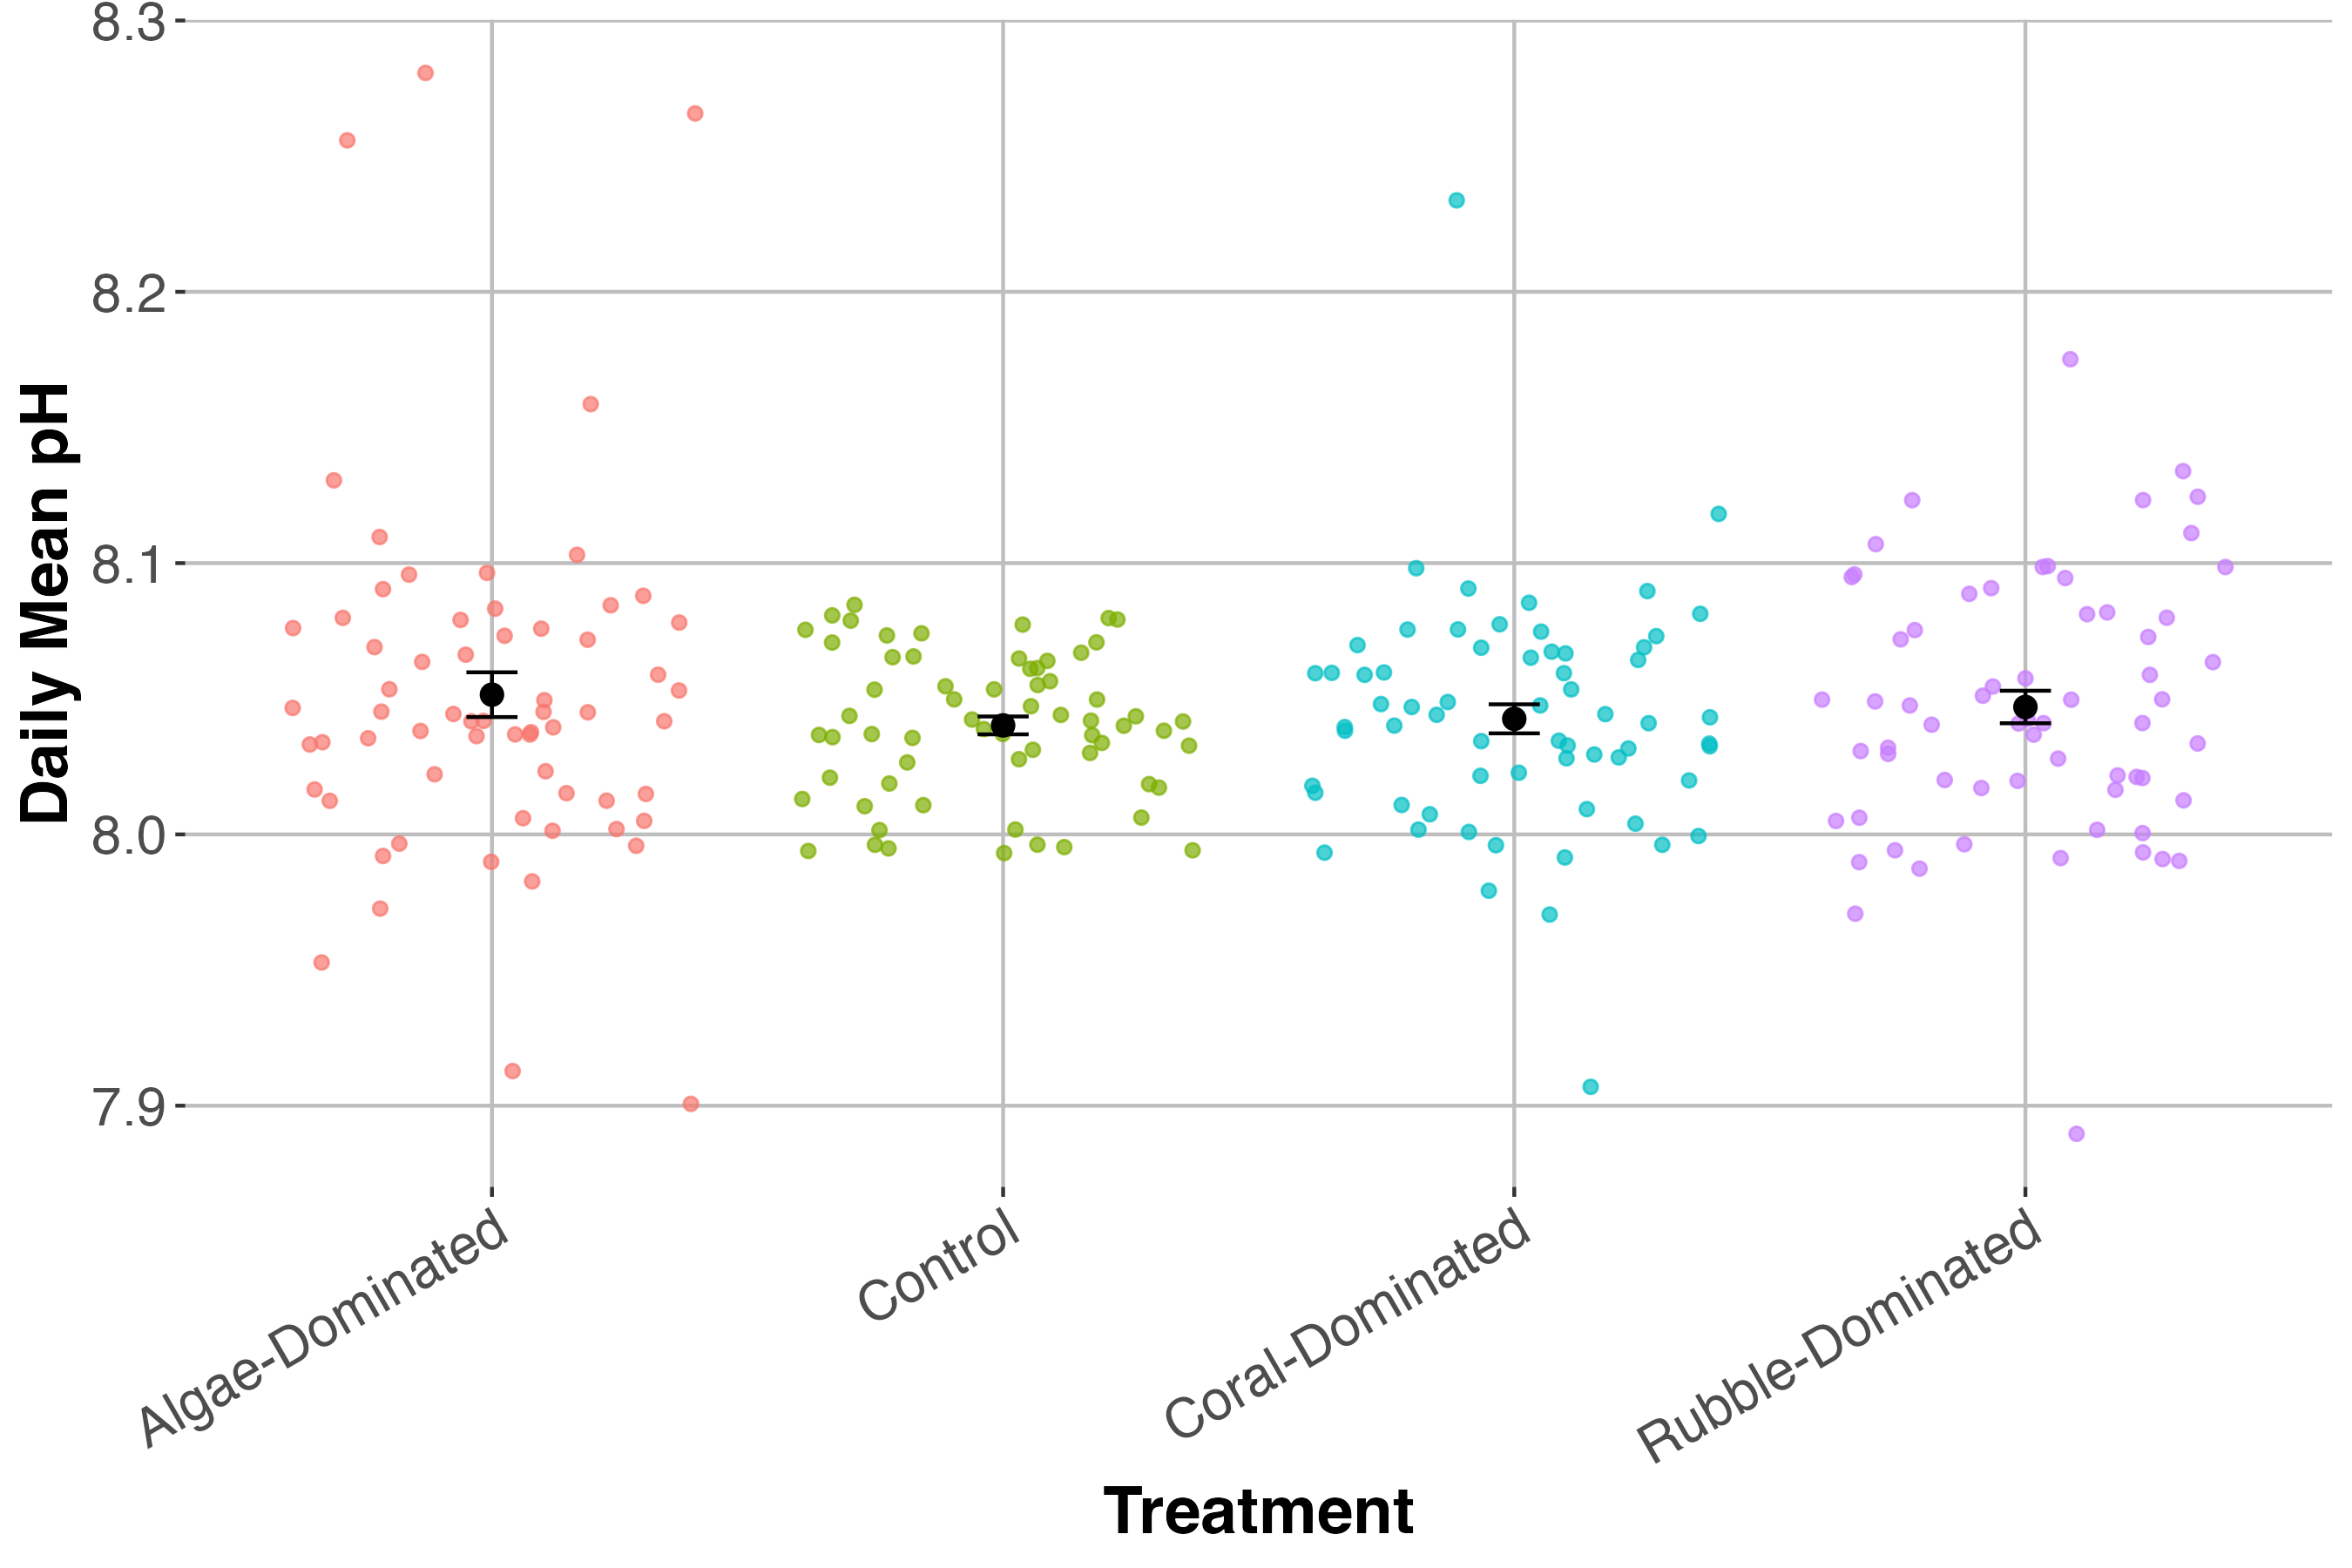 Daily Mean pH
8.3
8.2
8.1
8.0
7.9
Algae-Dominated
Control
Coral-Dominated
Rubble-Dominated
Treatment